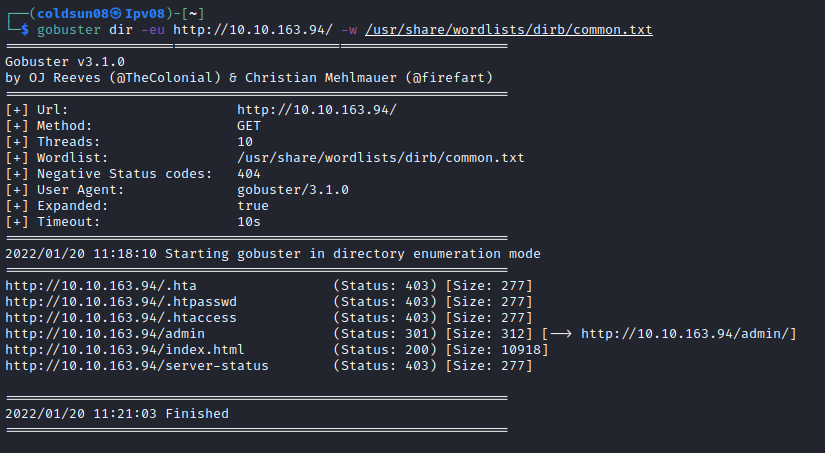 ┌──(coldsun08㉿Ipv08)-[~]
└─$ gobuster dir -eu http://10.10.163.94/ -w /usr/share/wordlists/dirb/common.txt
===============================================================
Gobuster v3.1.0
by OJ Reeves (@TheColonial) & Christian Mehlmauer (@firefart)
===============================================================
[+] Url:                     http://10.10.163.94/
[+] Method:                  GET
[+] Threads:                 10
[+] Wordlist:                /usr/share/wordlists/dirb/common.txt
[+] Negative Status codes:   404
[+] User Agent:              gobuster/3.1.0
[+] Expanded:                true
[+] Timeout:                 10s
===============================================================
2022/01/20 11:18:10 Starting gobuster in directory enumeration mode
===============================================================
http://10.10.163.94/.hta                 (Status: 403) [Size: 277]
http://10.10.163.94/.htpasswd            (Status: 403) [Size: 277]
http://10.10.163.94/.htaccess            (Status: 403) [Size: 277]
http://10.10.163.94/admin                (Status: 301) [Size: 312] [--> http://10.10.163.94/admin/]
http://10.10.163.94/index.html           (Status: 200) [Size: 10918]
http://10.10.163.94/server-status        (Status: 403) [Size: 277]
===============================================================
2022/01/20 11:21:03 Finished
===============================================================